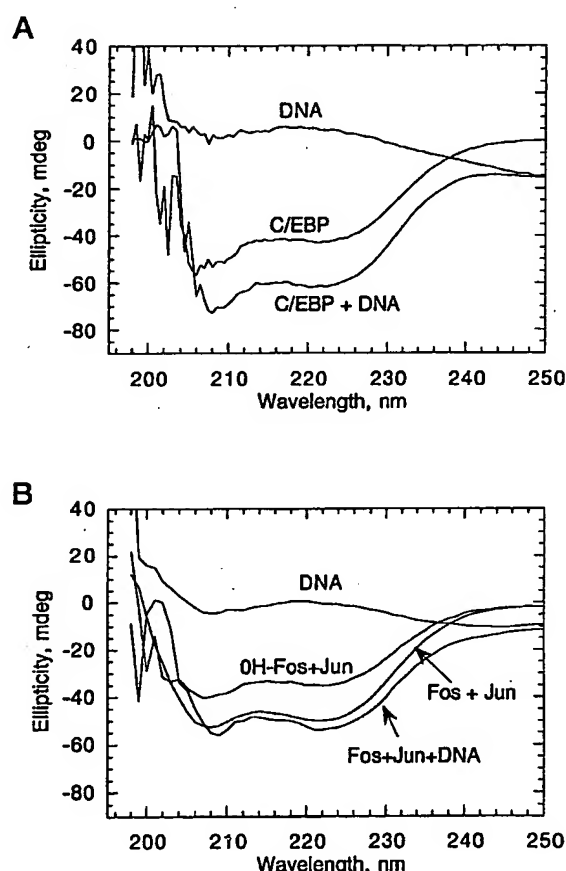 A
40
20
0
-20
-40
-60
-80
Ellipticity, mdeg
DNA
C/EBP
C/EBP + DNA
200 210 220 230 240 250
Wavelength, nm
B
40
20
0
-20
-40
-60
-80
Ellipticity, mdeg
DNA
0H-Fos+Jun
Fos + Jun
Fos+Jun+DNA
200 210 220 230 240 250
Wavelength, nm